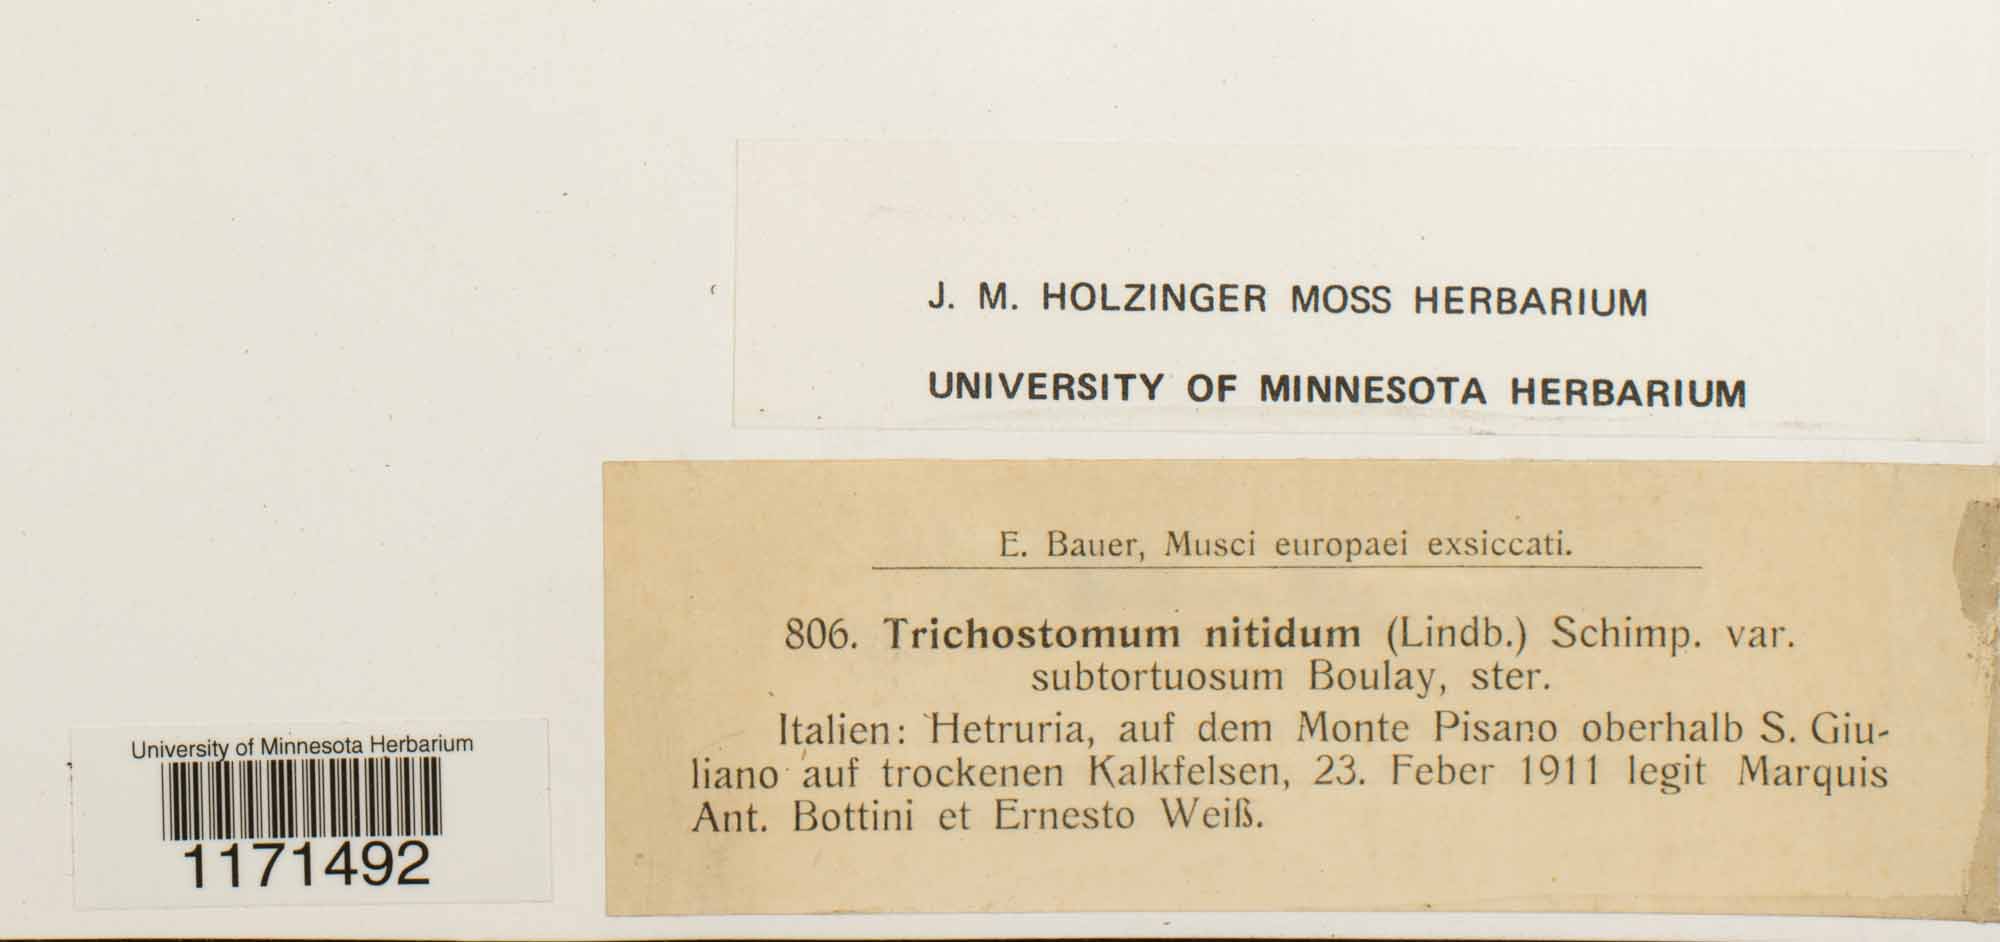 J. M. HOLZINGER MOSS HERBARIUM
UNIVERSITY OF MINNESOTA HERBARIUM
E. Bauer, Musci europaei exsiccati.
806. Trichostomum nitidum (Lindb.) Schimp. var.
subtortuosum Boulay, ster.
Italien: Hetruria, auf dem Monte Pisano oberhalb S. Giu-
liano auf trockenen Kalkfelsen, 23. Feber 1911 legit Marquis
Ant. Bottini et Ernesto Weiß.
University of Minnesota Herbarium
1171492